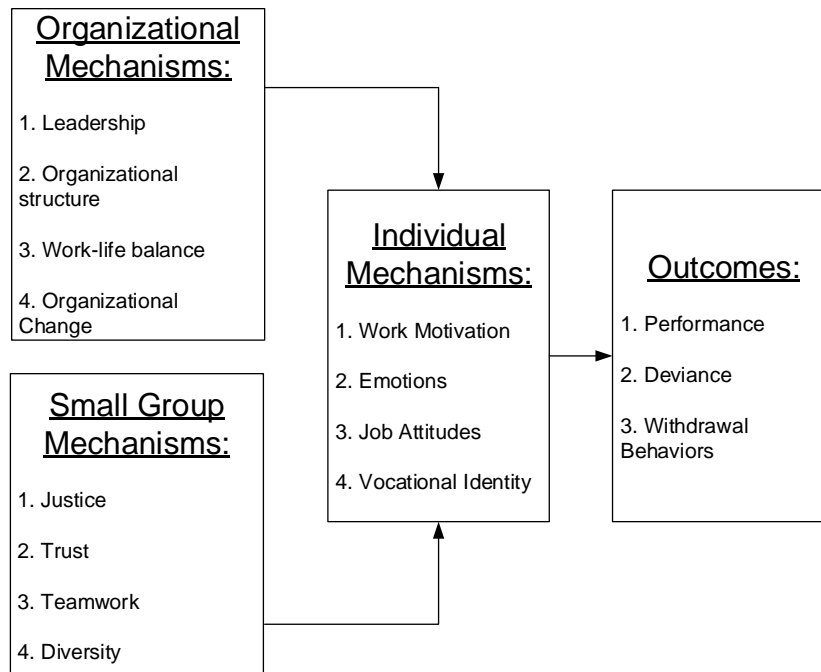 Organizational
Mechanisms:
1. Leadership
2. Organizational
structure
3. Work-life balance
4. Organizational
Change
Small Group
Mechanisms:
1. Justice
2. Trust
3. Teamwork
4. Diversity
Individual
Mechanisms:
1. Work Motivation
2. Emotions
3. Job Attitudes
4. Vocational Identity
Outcomes:
1. Performance
2. Deviance
3. Withdrawal
Behaviors